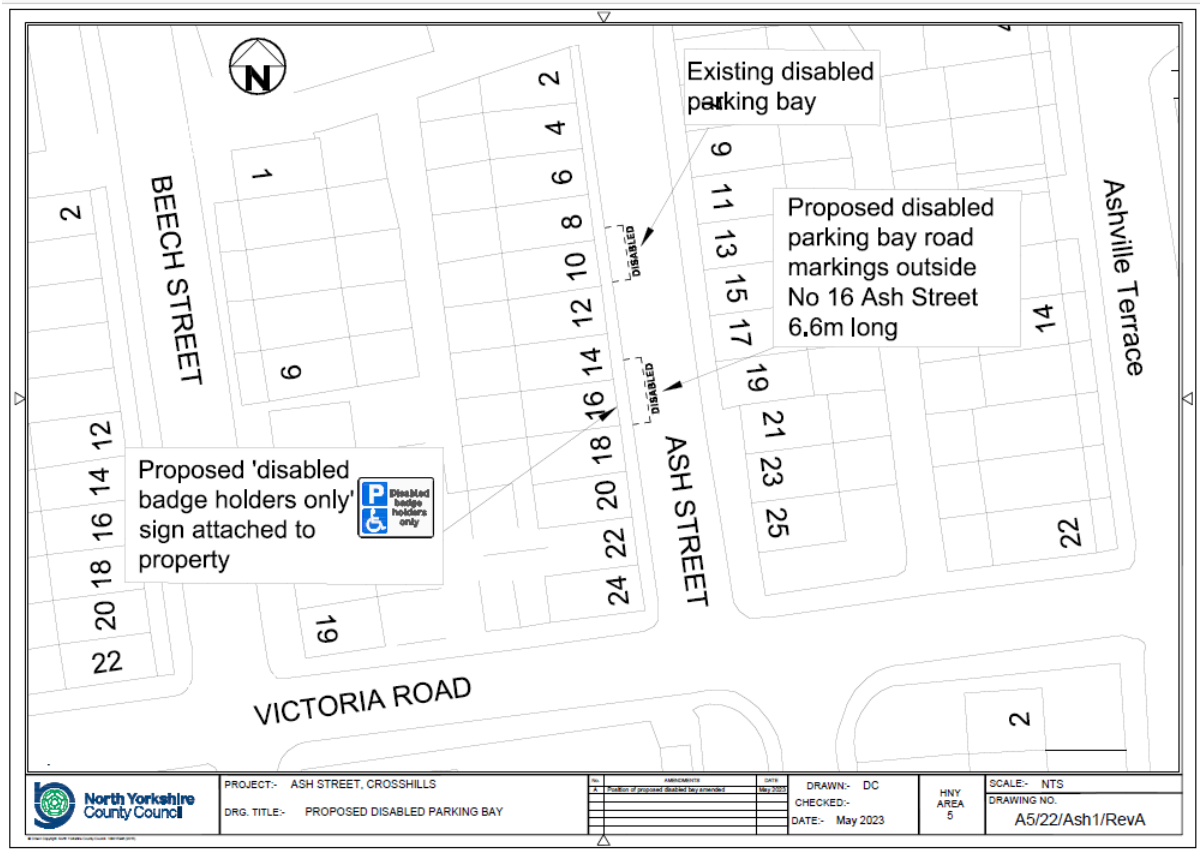 N
Existing disabled
parking bay
2
4
6
8
10
12
14
16
18
20
22
24
DISABLED
DISABLED
9
11
13
15
17
19
21
23
25
Proposed disabled
parking bay road
markings outside
No 16 Ash Street
6.6m long
Ashville Terrace
14
22
2
BEECH STREET
1
9
19
2
12
14
16
18
20
22
Proposed 'disabled
badge holders only'
sign attached to
property
P
Disabled
badge
holders
only
ASH STREET
VICTORIA ROAD
North Yorkshire
County Council
PROJECT:- ASH STREET, CROSSHILLS
DRG. TITLE:- PROPOSED DISABLED PARKING BAY
No. AMENDMENTS DATE
A Position of proposed disabled bay amended May 2023
DRAWN:- DC
CHECKED:-
DATE:- May 2023
HNY
AREA
5
SCALE:- NTS
DRAWING NO.
A5/22/Ash1/RevA